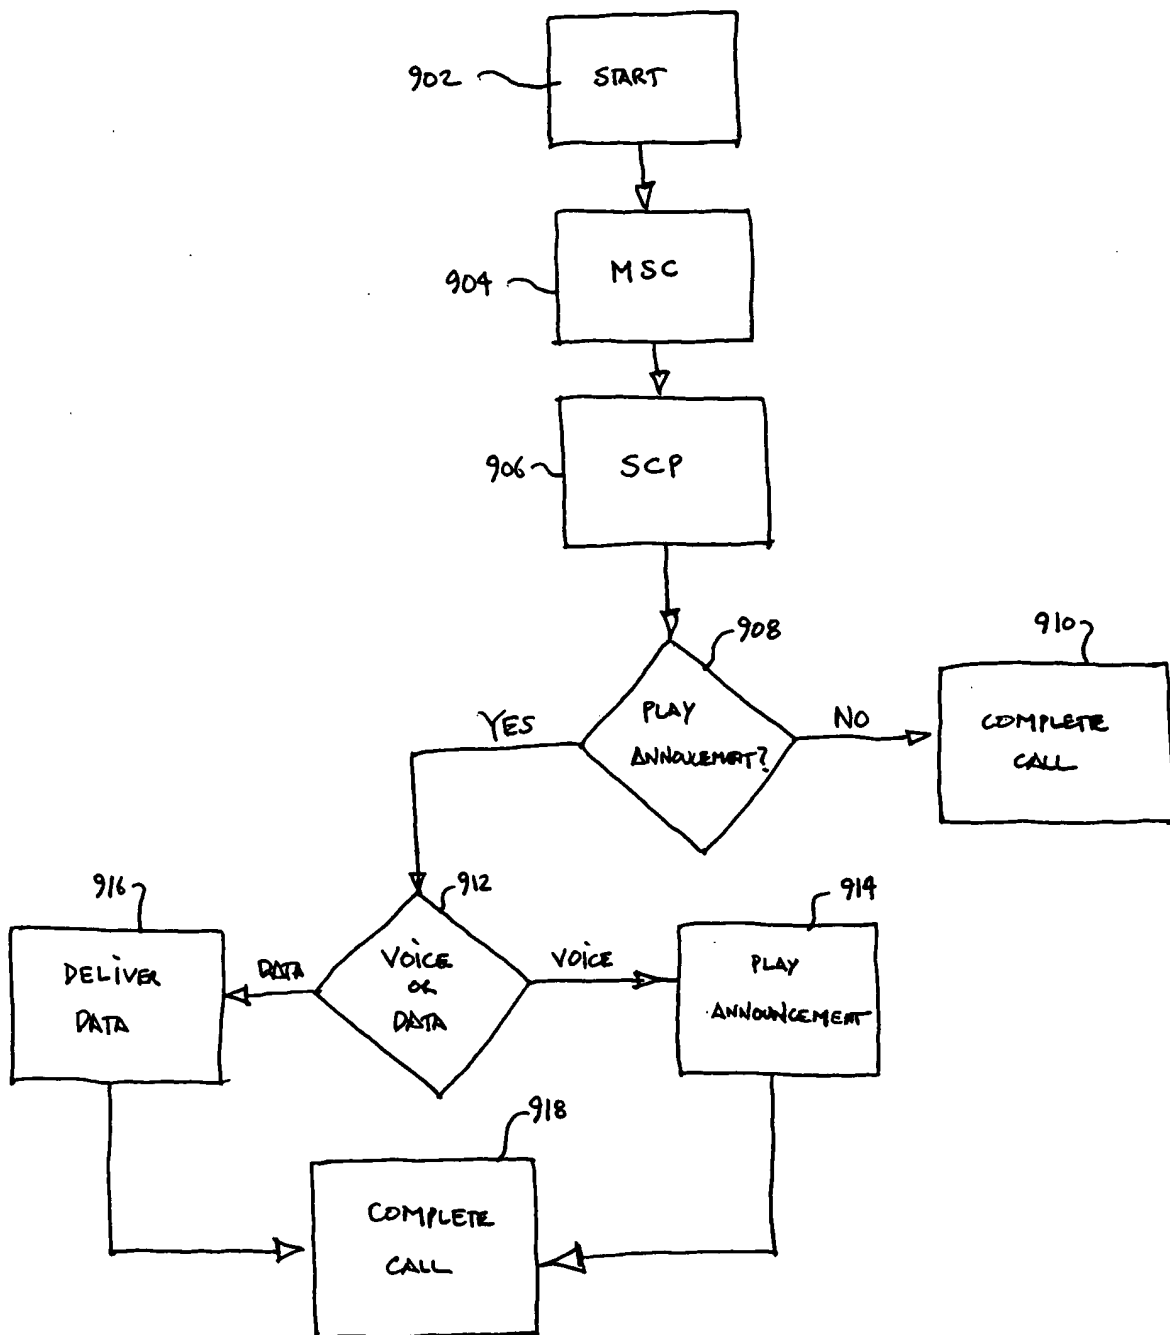 902
START
904
MSC
906
SCP
908
910
PLAY
ANNOUCEMENT?
YES
NO
COMPLETE
CALL
916
912
914
DELIVER
DATA
DATA
VOICE
OR
DATA
VOICE
PLAY
ANNOUNCEMENT
918
COMPLETE
CALL